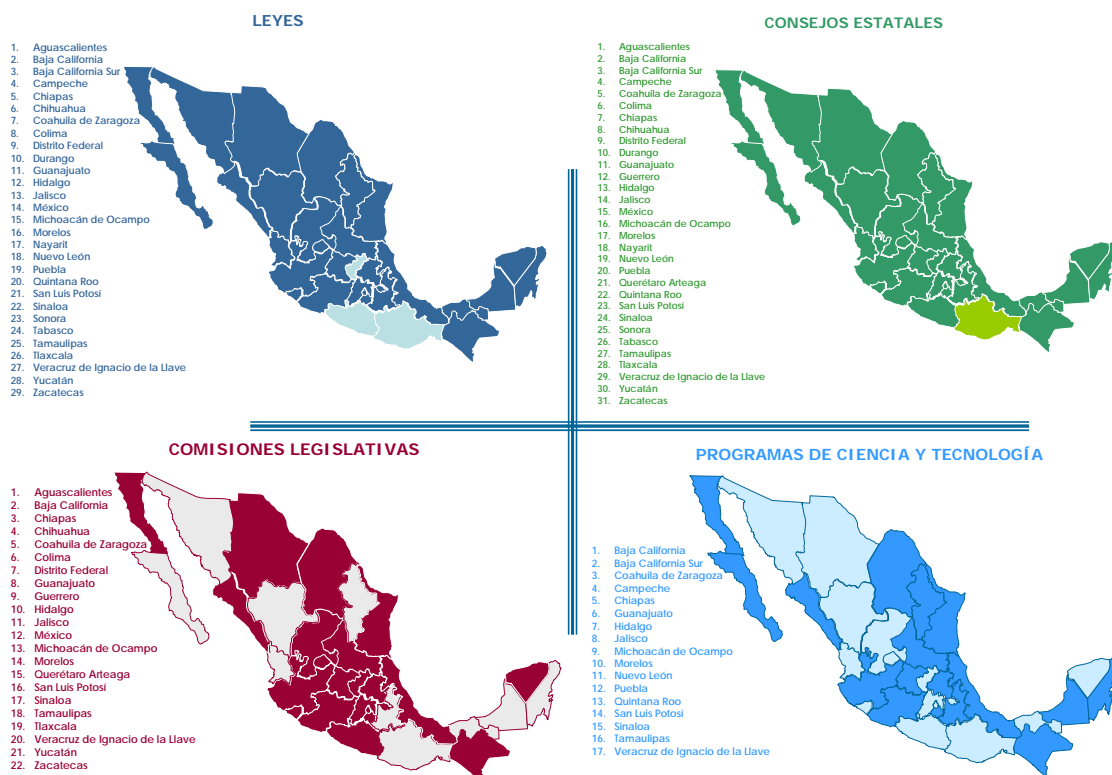 LEYES
1. Aguascalientes
2. Baja California
3. Baja California Sur
4. Campeche
5. Chiapas
6. Chihuahua
7. Coahuila de Zaragoza
8. Colima
9. Distrito Federal
10. Durango
11. Guanajuato
12. Hidalgo
13. Jalisco
14. México
15. Michoacán de Ocampo
16. Morelos
17. Nayarit
18. Nuevo León
19. Puebla
20. Quintana Roo
21. San Luis Potosí
22. Sinaloa
23. Sonora
24. Tabasco
25. Tamaulipas
26. Tlaxcala
27. Veracruz de Ignacio de la Llave
28. Yucatán
29. Zacatecas
CONSEJOS ESTATALES
1. Aguascalientes
2. Baja California
3. Baja California Sur
4. Campeche
5. Coahuila de Zaragoza
6. Colima
7. Chiapas
8. Chihuahua
9. Distrito Federal
10. Durango
11. Guanajuato
12. Guerrero
13. Hidalgo
14. Jalisco
15. México
16. Michoacán de Ocampo
17. Morelos
18. Nayarit
19. Nuevo León
20. Puebla
21. Querétaro Arteaga
22. Quintana Roo
23. San Luis Potosí
24. Sinaloa
25. Sonora
26. Tabasco
27. Tamaulipas
28. Tlaxcala
29. Veracruz de Ignacio de la Llave
30. Yucatán
31. Zacatecas
COMISIONES LEGISLATIVAS
1. Aguascalientes
2. Baja California
3. Chiapas
4. Chihuahua
5. Coahuila de Zaragoza
6. Colima
7. Distrito Federal
8. Guanajuato
9. Guerrero
10. Hidalgo
11. Jalisco
12. México
13. Michoacán de Ocampo
14. Morelos
15. Querétaro Arteaga
16. San Luis Potosí
17. Sinaloa
18. Tamaulipas
19. Tlaxcala
20. Veracruz de Ignacio de la Llave
21. Yucatán
22. Zacatecas
PROGRAMAS DE CIENCIA Y TECNOLOGÍA
1. Baja California
2. Baja California Sur
3. Coahuila de Zaragoza
4. Campeche
5. Chiapas
6. Guanajuato
7. Hidalgo
8. Jalisco
9. Michoacán de Ocampo
10. Morelos
11. Nuevo León
12. Puebla
13. Quintana Roo
14. San Luis Potosí
15. Sinaloa
16. Tamaulipas
17. Veracruz de Ignacio de la Llave